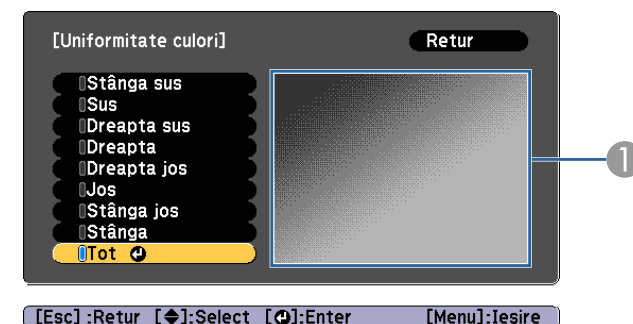 [Uniformitate culori] Retur
Stânga sus
Sus
Dreapta sus
Dreapta
Dreapta jos
Jos
Stânga jos
Stânga
Tot
1
[Esc] :Retur [◆]:Select [↵]:Enter [Menu]:Iesire